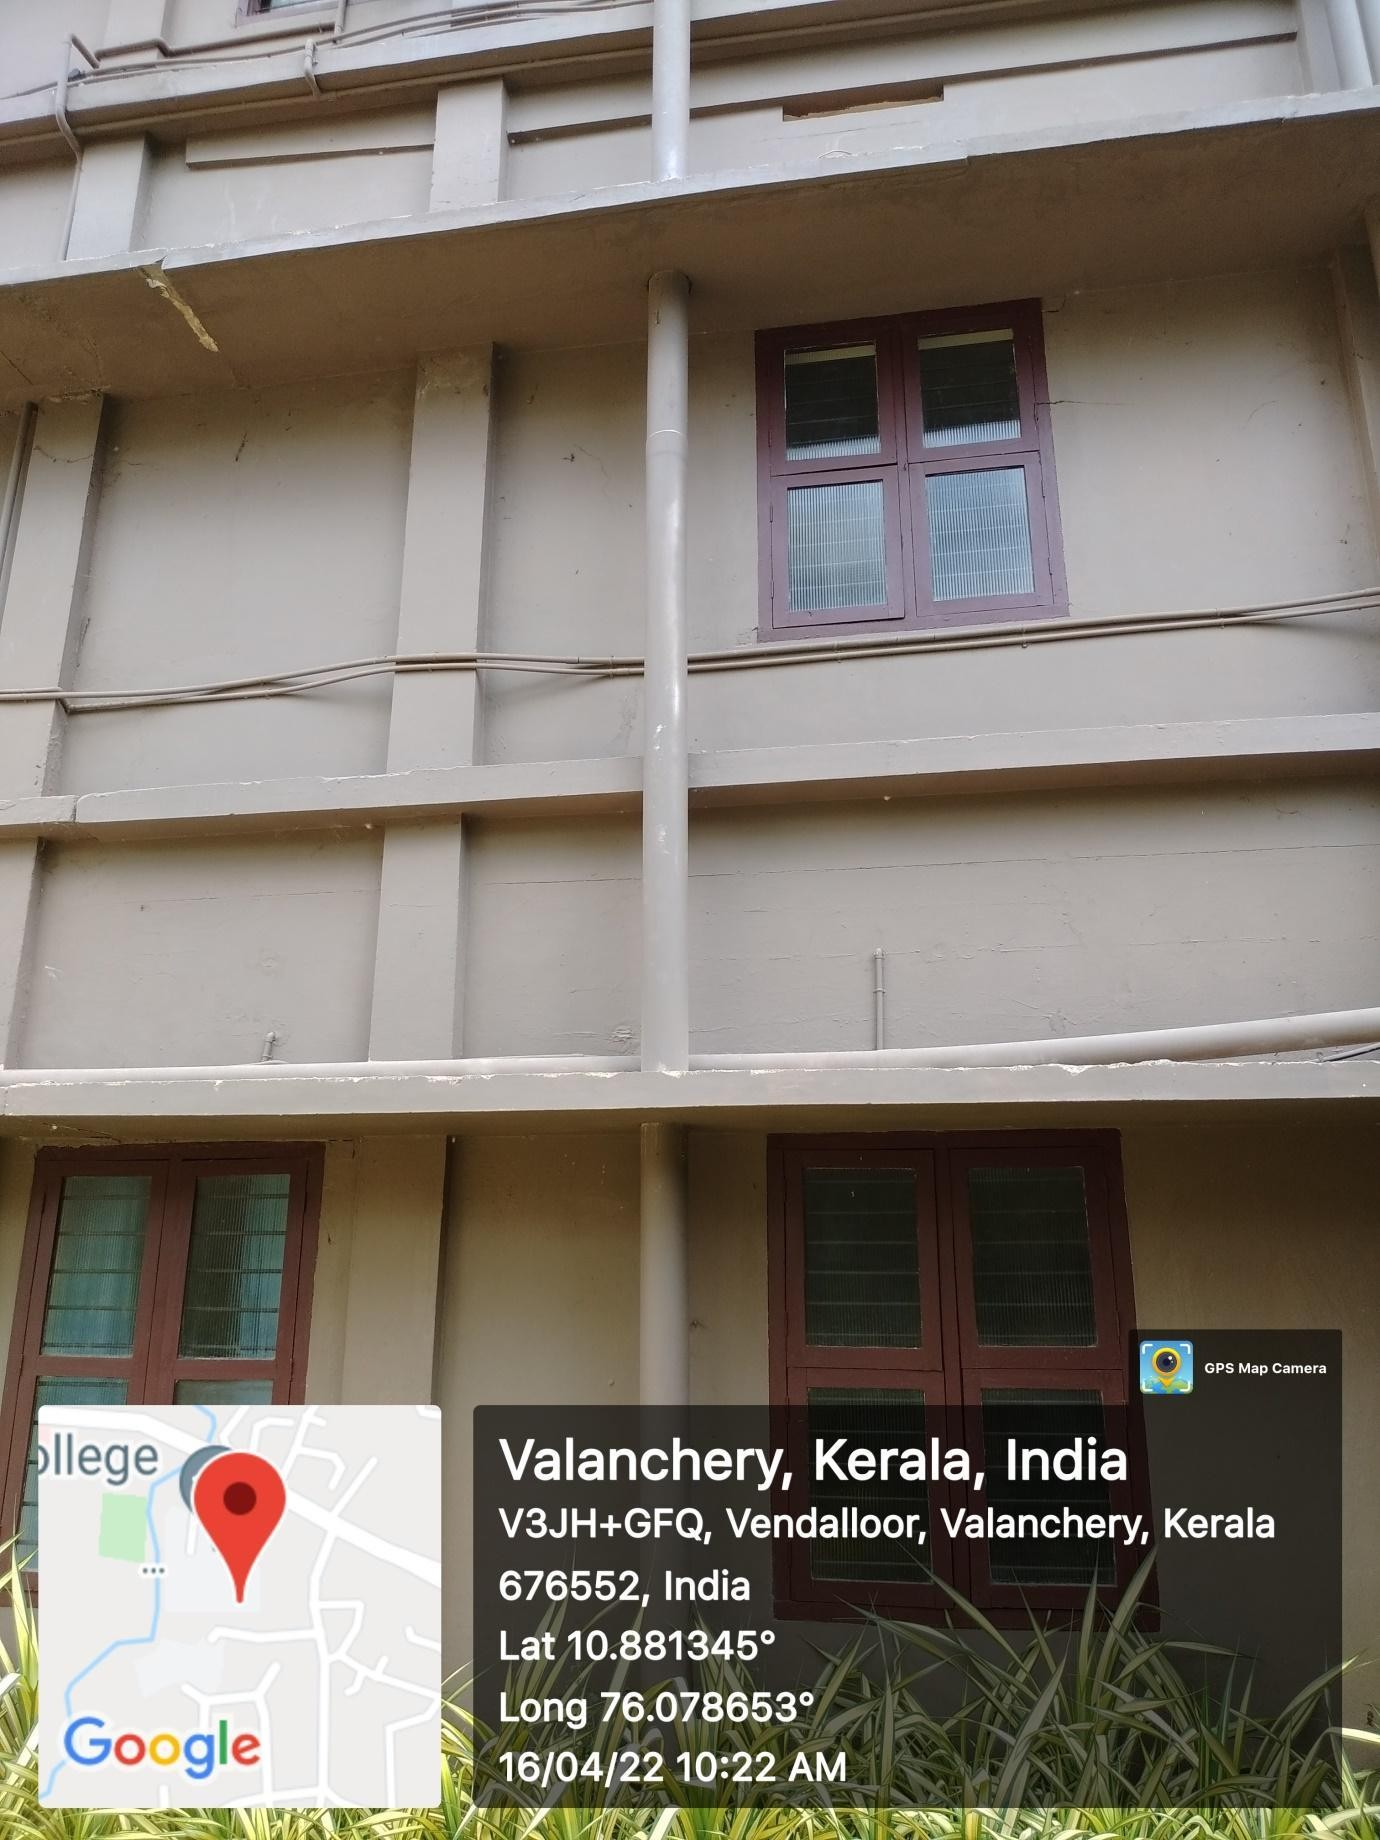 GPS Map Camera
ollege
Google
Valanchery, Kerala, India
V3JH+GFQ, Vendalloor, Valanchery, Kerala
676552, India
Lat 10.881345°
Long 76.078653°
16/04/22 10:22 AM